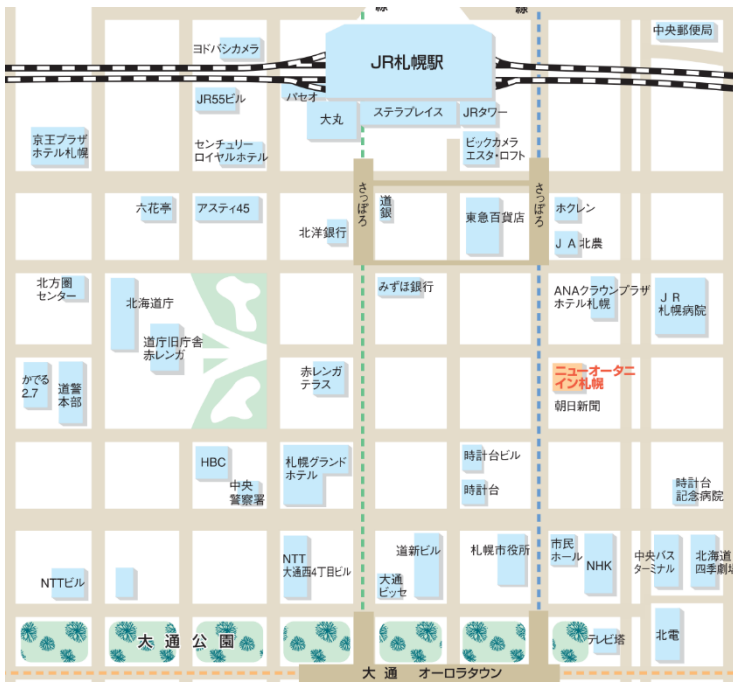 線
線
ヨドバシカメラ
中央郵便局
JR札幌駅
JR55ビル
パセオ
大丸
ステラプレイス
JRタワー
京王プラザ
ホテル札幌
センチュリー
ロイヤルホテル
ビックカメラ
エスタ・ロフト
さっぽろ
さっぽろ
六花亭
アスティ45
北洋銀行
道銀
東急百貨店
ホクレン
ＪＡ北農
北方圏
センター
北海道庁
みずほ銀行
ANAクラウンプラザ
ホテル札幌
ＪＲ
札幌病院
道庁旧庁舎
赤レンガ
かでる
2.7
道警
本部
赤レンガ
テラス
ニューオータニ
イン札幌
朝日新聞
HBC
中央
警察署
札幌グランド
ホテル
時計台ビル
時計台
時計台
記念病院
NTTビル
NTT
大通西4丁目ビル
道新ビル
大通
ビッセ
札幌市役所
市民
ホール
NHK
中央バス
ターミナル
北海道
四季劇場
大通公園
テレビ塔
北電
大通 オーロラタウン